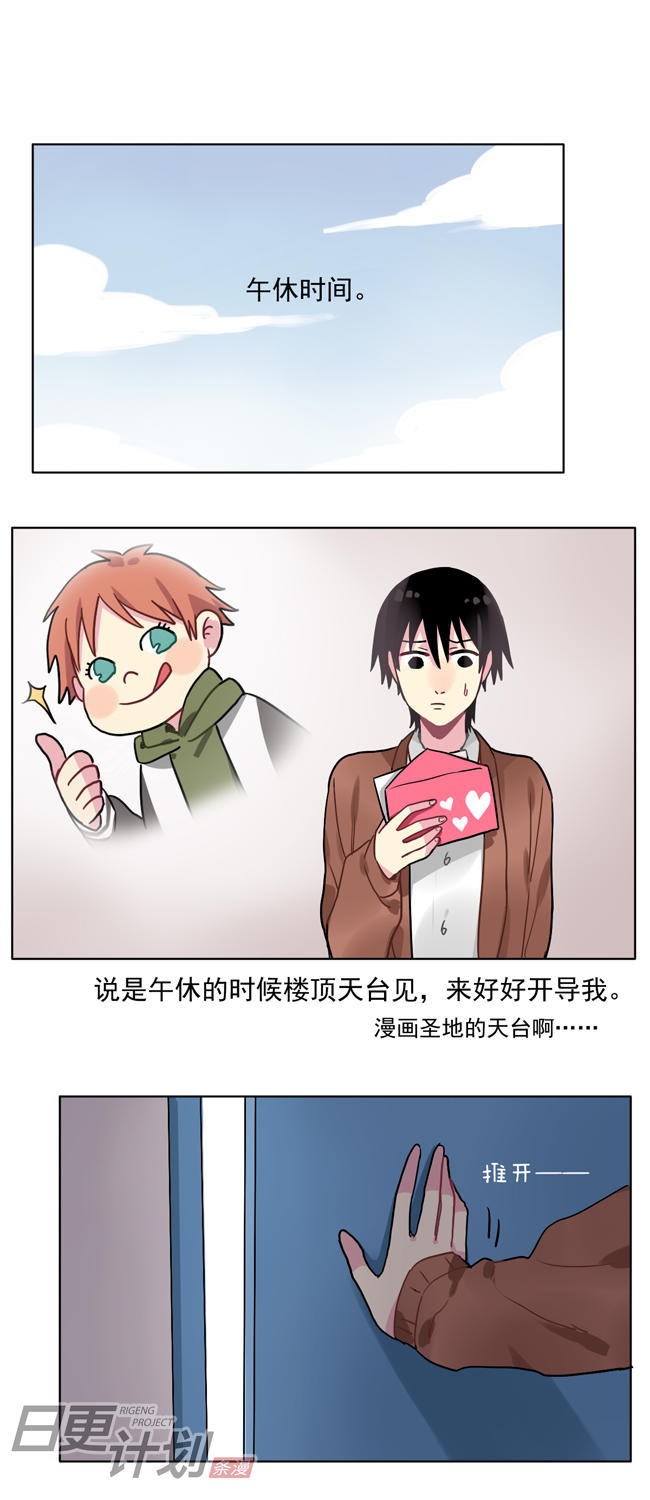 午休时间。
说是午休的时候楼顶天台见，来好好开导我。
漫画圣地的天台啊……
推开——
日更计划
RIGENG
PROJECT
条漫